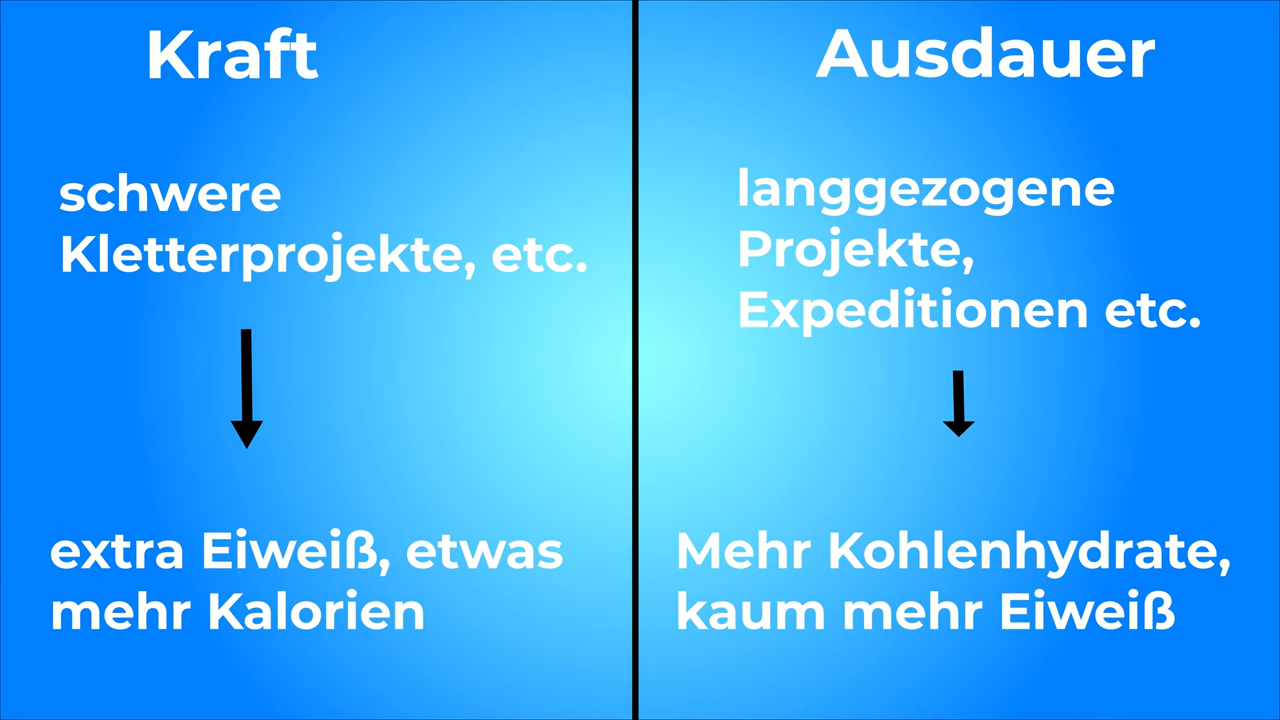 Kraft
schwere
Kletterprojekte, etc.
extra Eiweiß, etwas
mehr Kalorien
Ausdauer
langgezogene
Projekte,
Expeditionen etc.
Mehr Kohlenhydrate,
kaum mehr Eiweiß